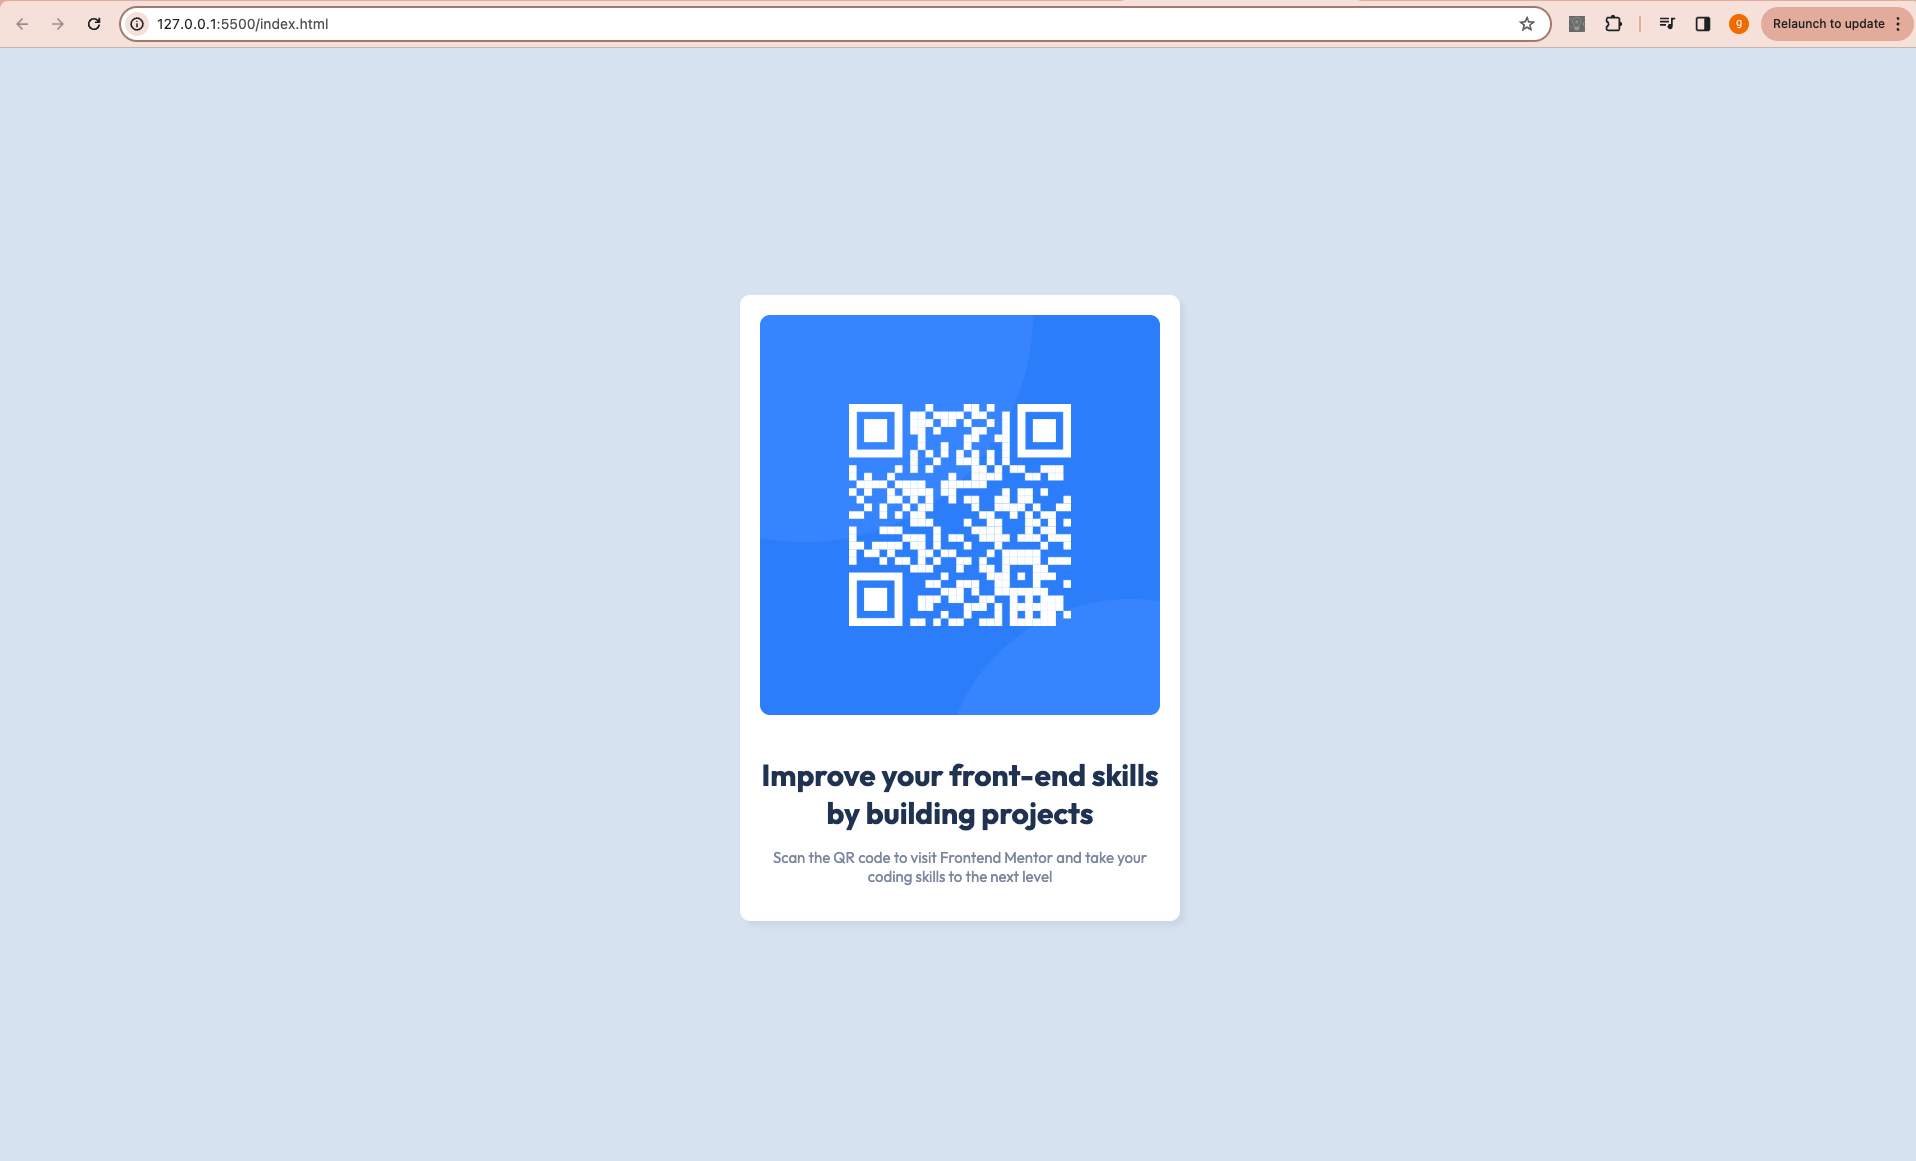 127.0.0.1:5500/index.html
g
Relaunch to update
Improve your front-end skills
by building projects
Scan the QR code to visit Frontend Mentor and take your
coding skills to the next level